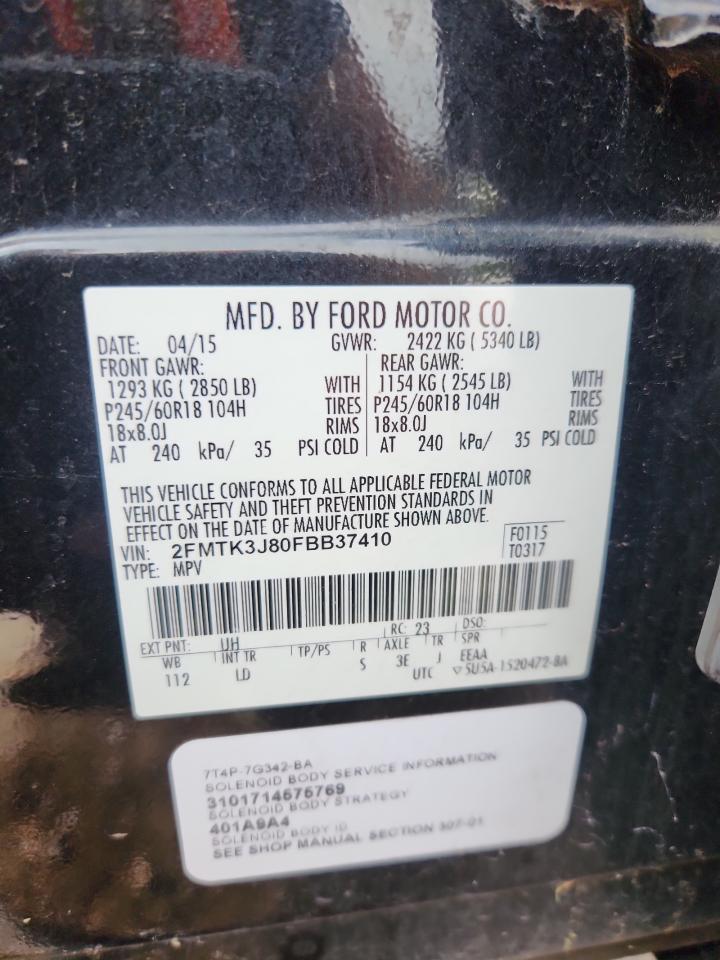 MFD. BY FORD MOTOR CO.
DATE: 04/15 GVWR: 2422 KG ( 5340 LB)
FRONT GAWR: REAR GAWR:
1293 KG ( 2850 LB) WITH 1154 KG ( 2545 LB) WITH
P245/60R18 104H TIRES P245/60R18 104H TIRES
18x8.0J RIMS 18x8.0J RIMS
AT 240 kPa/ 35 PSI COLD AT 240 kPa/ 35 PSI COLD
THIS VEHICLE CONFORMS TO ALL APPLICABLE FEDERAL MOTOR
VEHICLE SAFETY AND THEFT PREVENTION STANDARDS IN
EFFECT ON THE DATE OF MANUFACTURE SHOWN ABOVE.
VIN: 2FMTK3J80FBB37410 F0115
TYPE: MPV T0317
EXT PNT: UH RC: 23 DSO:
WB INT TR TP/PS R AXLE TR SPR
112 LD S 3E J EEAA
UTC ▽5U5A-1520472-BA
7T4P-7G342-BA
SOLENOID BODY SERVICE INFORMATION
3101714575769
SOLENOID BODY STRATEGY
401A9A4
SOLENOID BODY ID
SEE SHOP MANUAL SECTION 307-01